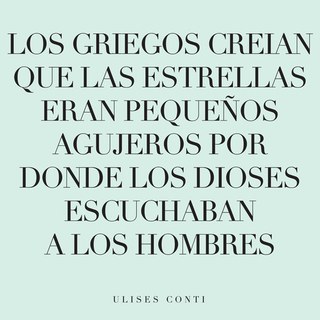 LOS GRIEGOS CREIAN
QUE LAS ESTRELLAS
ERAN PEQUEÑOS
AGUJEROS POR
DONDE LOS DIOSES
ESCUCHABAN
A LOS HOMBRES
ULISES CONTI